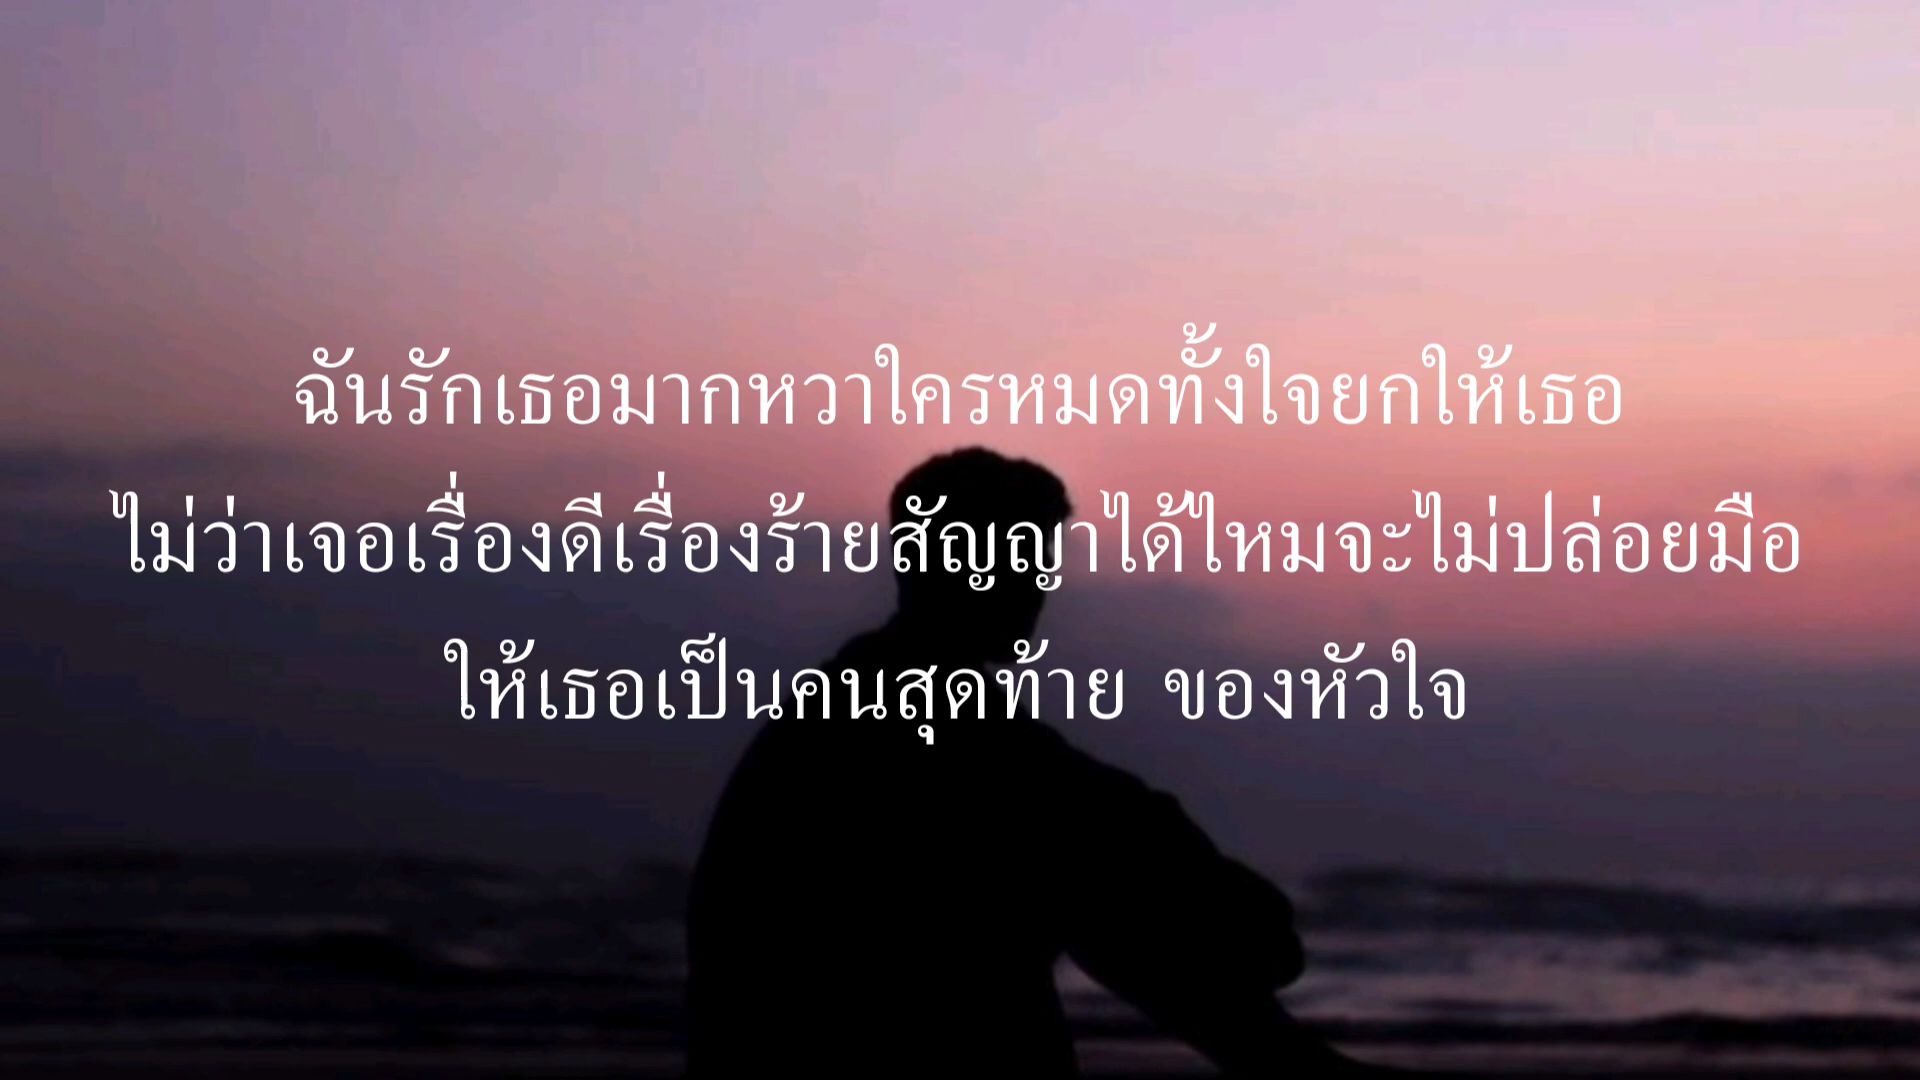 ฉันรักเธอมากหวาใครหมดทั้งใจยกให้เธอ
ไม่ว่าเจอเรื่องดีเรื่องร้ายสัญญาได้ไหมจะไม่ปล่อยมือ
ให้เธอเป็นคนสุดท้าย ของหัวใจ